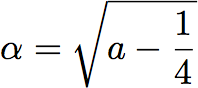 α = √(a − 1/4)